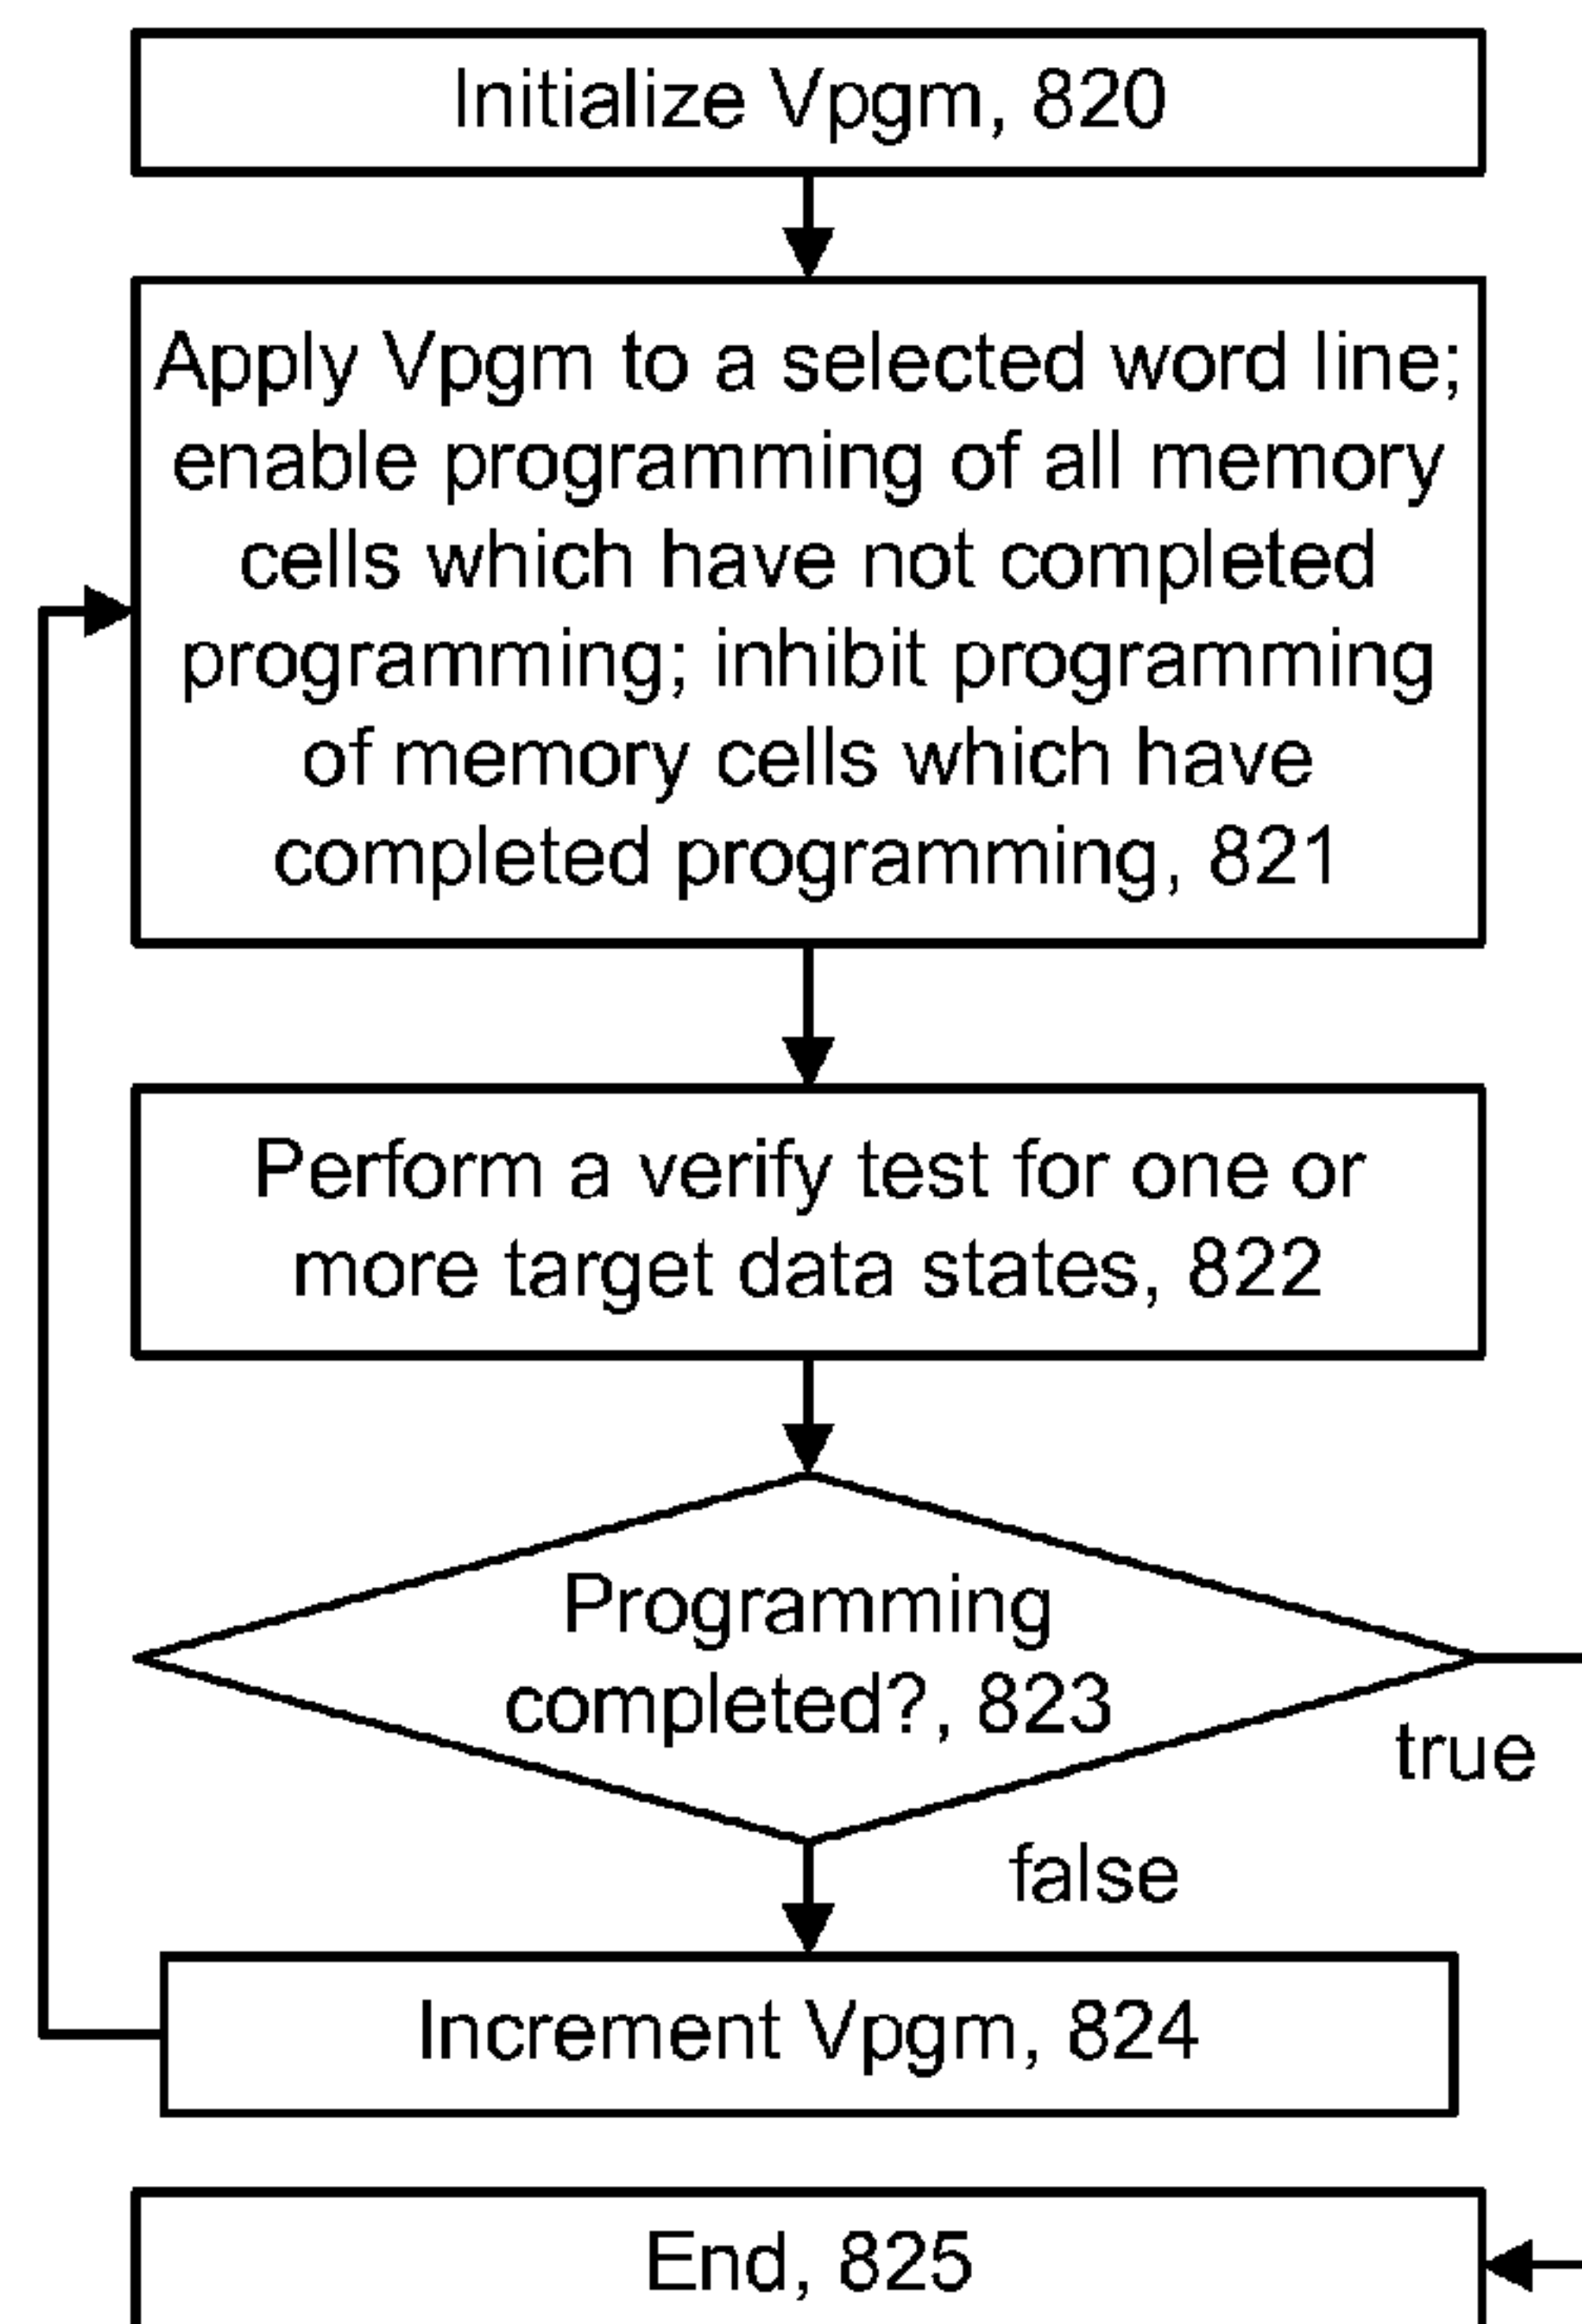 Initialize Vpgm, 820
Apply Vpgm to a selected word line;
enable programming of all memory
cells which have not completed
programming; inhibit programming
of memory cells which have
completed programming, 821
Perform a verify test for one or
more target data states, 822
Programming
completed?, 823
true
false
Increment Vpgm, 824
End, 825